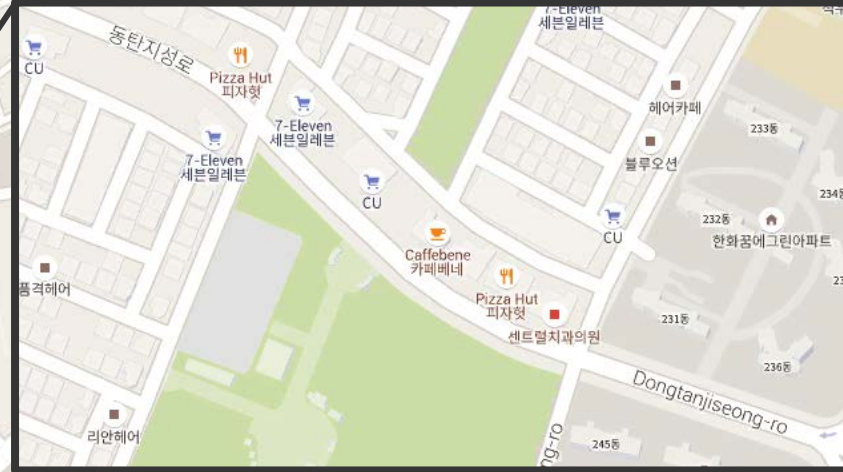 7-Eleven
세븐일레븐
동탄지성로
CU
Pizza Hut
피자헛
헤어카페
7-Eleven
세븐일레븐
233동
7-Eleven
세븐일레븐
블루오션
CU
232동
CU
한화꿈에그린아파트
Caffebene
카페베네
품격헤어
Pizza Hut
피자헛
231동
센트럴치과의원
236동
Dongtanjiseong-ro
리안헤어
245동
ng-ro